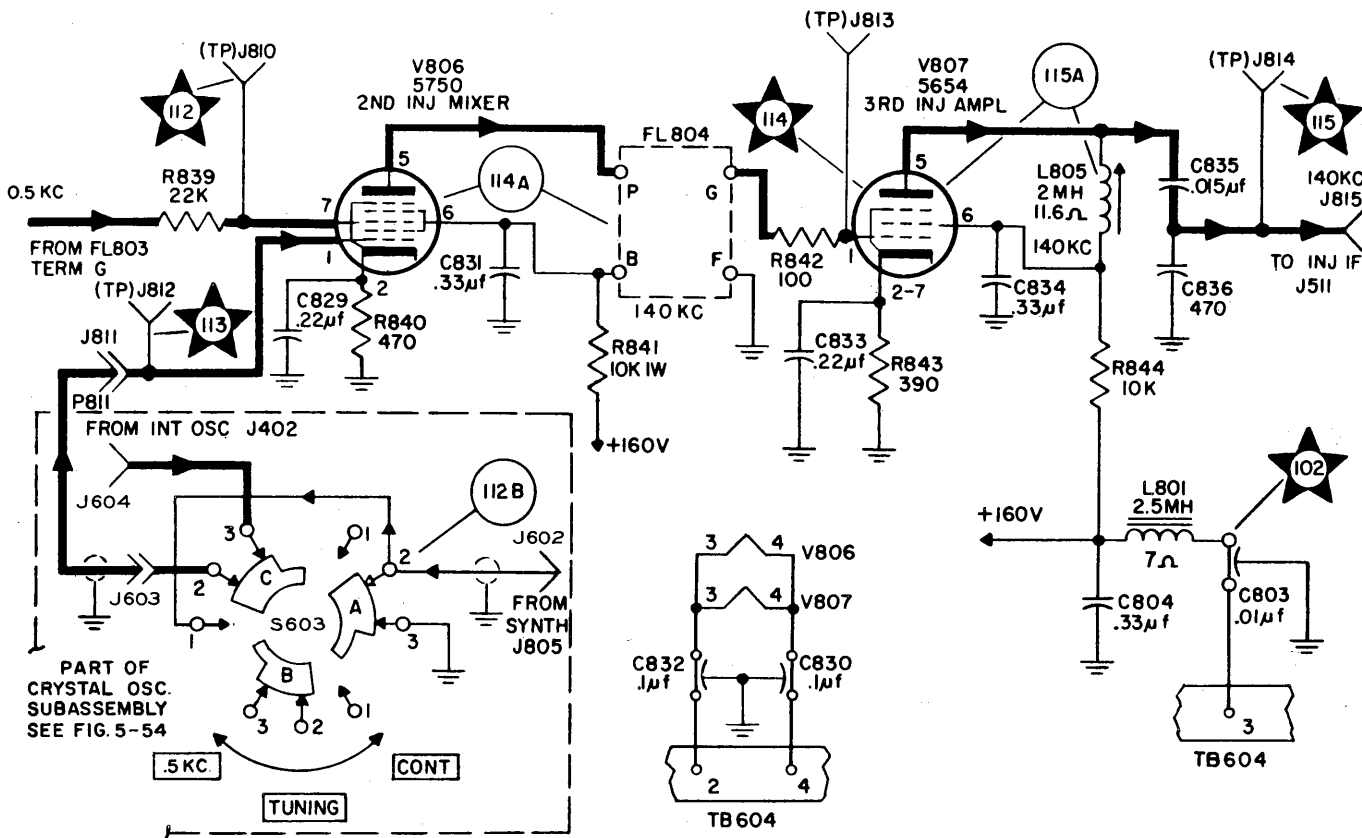 (TP)J810
112
V806
5750
2ND INJ MIXER
(TP)J813
114
V807
5654
3RD INJ AMPL
115A
(TP)J814
115
0.5 KC
R839
22K
FROM FL803
TERM G
7
1
5
6
2
114A
FL804
P
G
B
F
140KC
R842
100
1
5
6
2-7
L805
2MH
11.6Ω
140KC
C835
.015µf
140KC
J815
TO INJ IF
J511
C836
470
(TP)J812
113
J811
P811
C829
.22µf
R840
470
C831
.33µf
R841
10K 1W
+160V
C833
.22µf
R843
390
C834
.33µf
R844
10K
FROM INT OSC J402
J604
112B
J602
FROM
SYNTH
J805
J603
3
1
2
2
C
A
S603
1
3
B
3
2
1
PART OF
CRYSTAL OSC.
SUBASSEMBLY
SEE FIG. 5-54
.5 KC.
CONT
TUNING
3
4
V806
3
4
V807
C832
.1µf
C830
.1µf
2
4
TB604
102
+160V
L801
2.5MH
7Ω
C804
.33µf
C803
.01µf
3
TB604